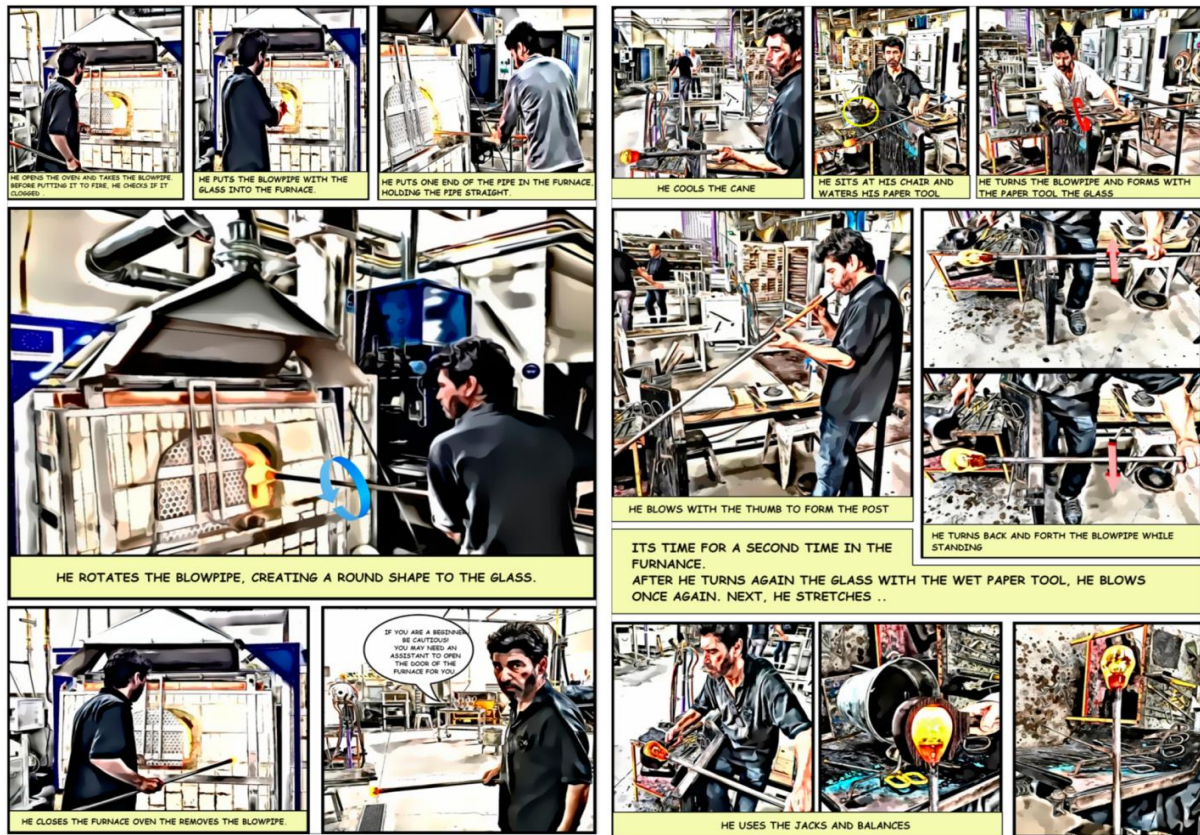 HE OPENS THE OVEN AND TAKES THE BLOWPIPE.
BEFORE PUTTING IT TO FIRE, HE CHECKS IF IT
CLOGGED .
HE PUTS THE BLOWPIPE WITH THE
GLASS INTO THE FURNACE.
HE PUTS ONE END OF THE PIPE IN THE FURNACE,
HOLDING THE PIPE STRAIGHT.
HE ROTATES THE BLOWPIPE, CREATING A ROUND SHAPE TO THE GLASS.
HE CLOSES THE FURNACE OVEN THE REMOVES THE BLOWPIPE.
IF YOU ARE A BEGINNER
BE CAUTIOUS!
YOU MAY NEED AN
ASSISTANT TO OPEN
THE DOOR OF THE
FURNACE FOR YOU
HE COOLS THE CANE
HE SITS AT HIS CHAIR AND
WATERS HIS PAPER TOOL
HE TURNS THE BLOWPIPE AND FORMS WITH
THE PAPER TOOL THE GLASS
HE BLOWS WITH THE THUMB TO FORM THE POST
HE TURNS BACK AND FORTH THE BLOWPIPE WHILE
STANDING
ITS TIME FOR A SECOND TIME IN THE
FURNANCE.
AFTER HE TURNS AGAIN THE GLASS WITH THE WET PAPER TOOL, HE BLOWS
ONCE AGAIN. NEXT, HE STRETCHES ..
HE USES THE JACKS AND BALANCES